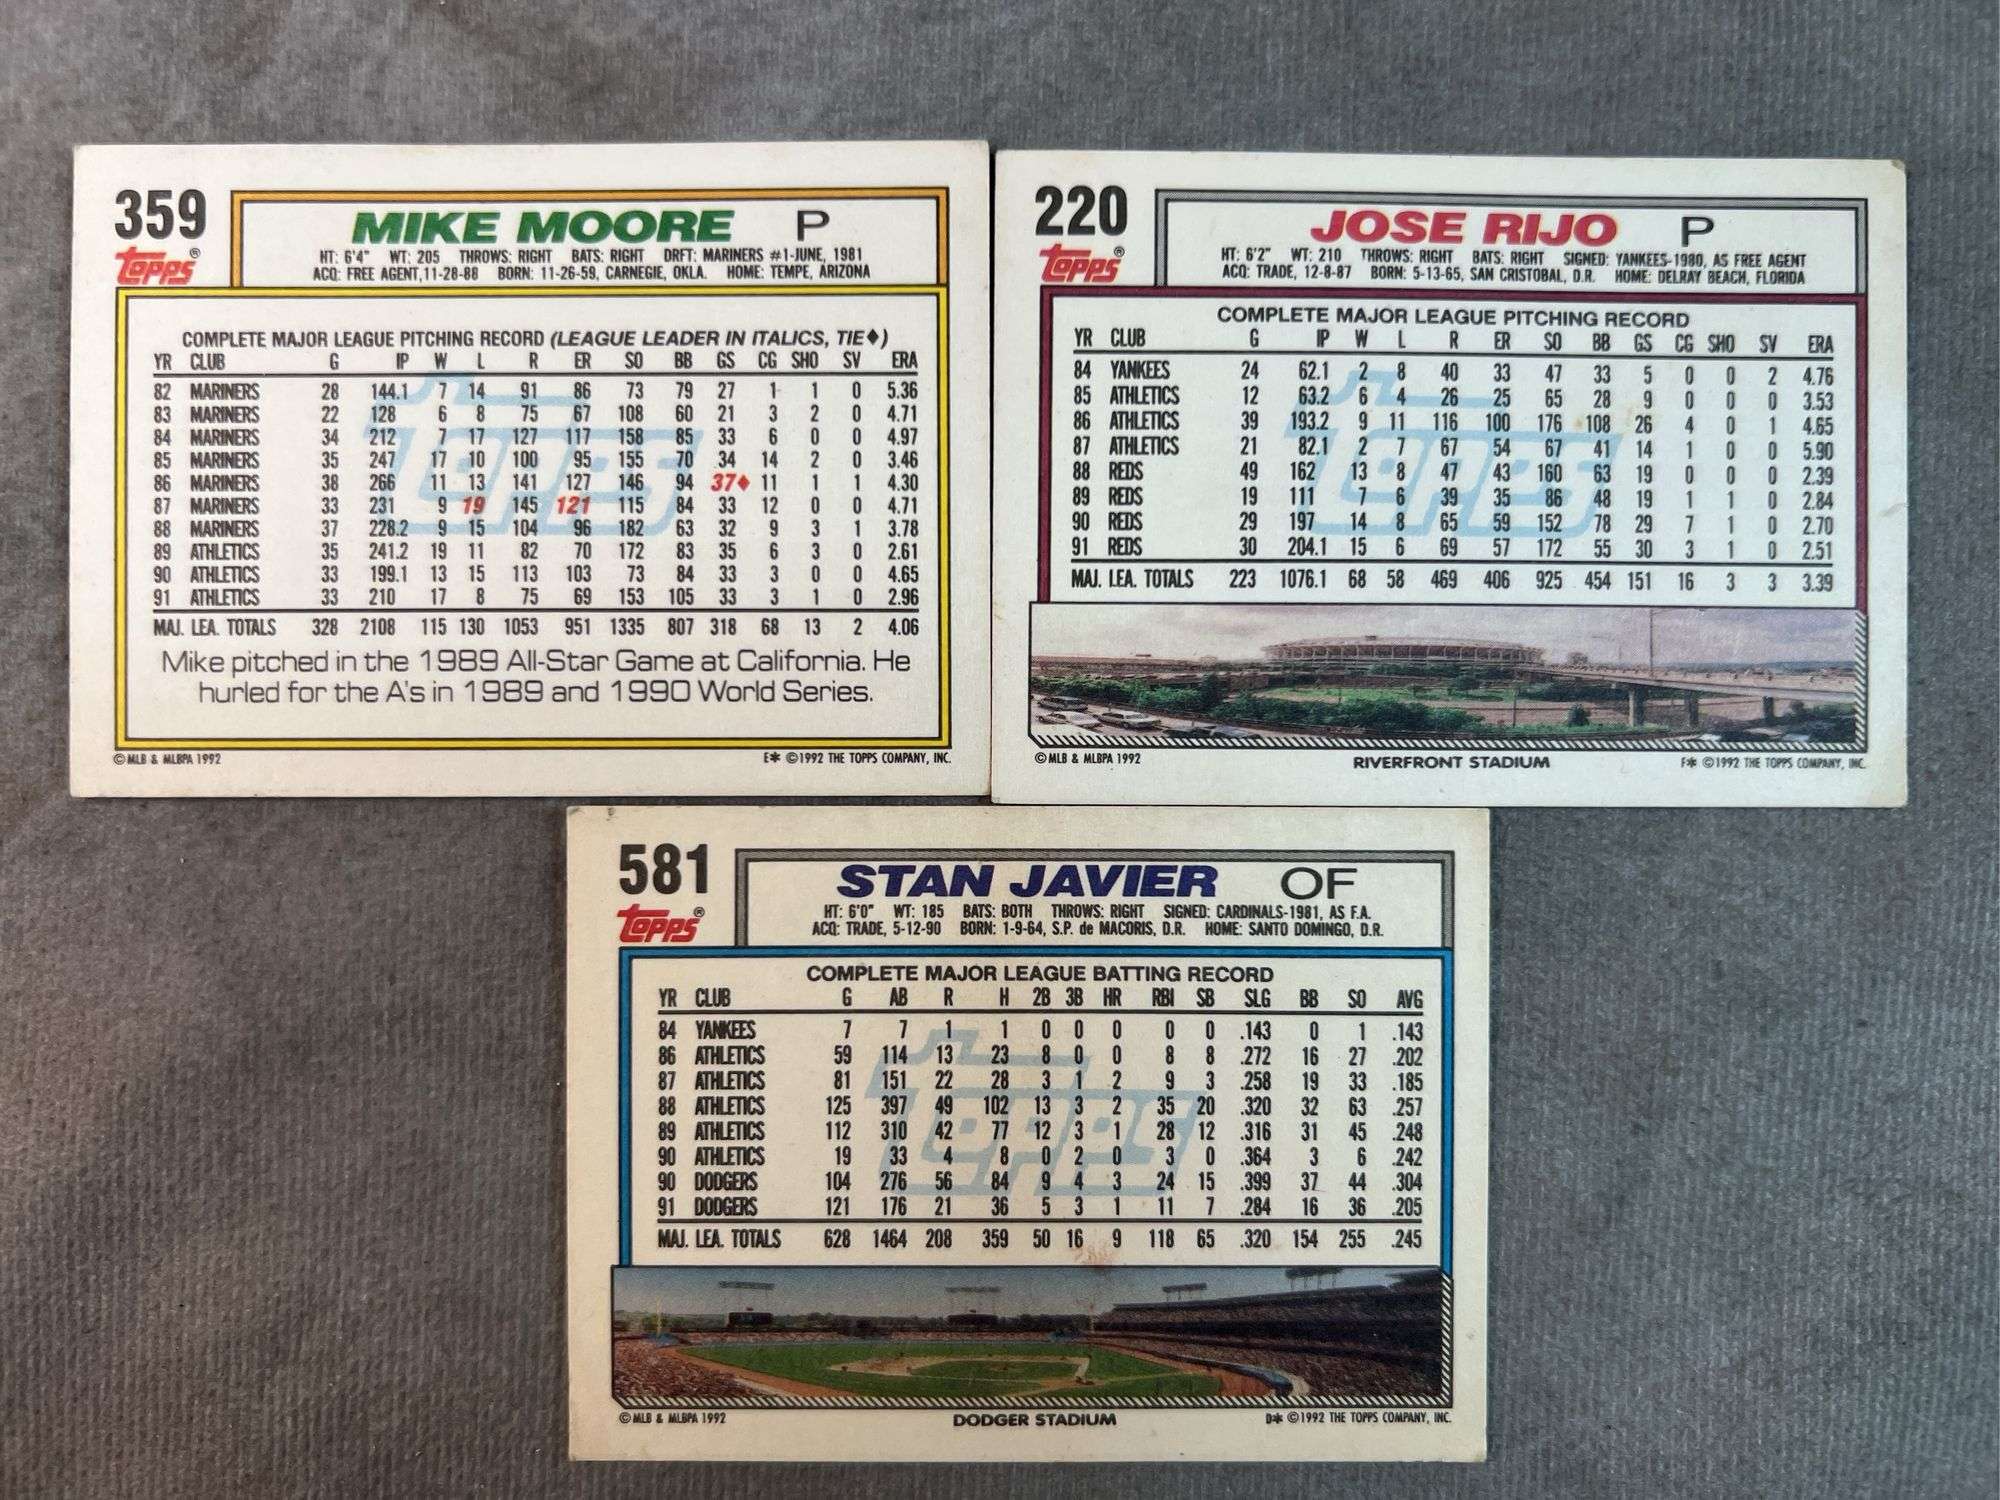 359
Topps®
MIKE MOORE P
HT: 6'4" WT: 205 THROWS: RIGHT BATS: RIGHT DRFT: MARINERS #1-JUNE, 1981
ACQ: FREE AGENT, 11-28-88 BORN: 11-26-59, CARNEGIE, OKLA. HOME: TEMPE, ARIZONA
COMPLETE MAJOR LEAGUE PITCHING RECORD (LEAGUE LEADER IN ITALICS, TIE♦)
YR CLUB G IP W L R ER SO BB GS CG SHO SV ERA
82 MARINERS 28 144.1 7 14 91 86 73 79 27 1 1 0 5.36
83 MARINERS 22 128 6 8 75 67 108 60 21 3 2 0 4.71
84 MARINERS 34 212 7 17 127 117 158 85 33 6 0 0 4.97
85 MARINERS 35 247 17 10 100 95 155 70 34 14 2 0 3.46
86 MARINERS 38 266 11 13 141 127 146 94 37♦ 11 1 1 4.30
87 MARINERS 33 231 9 19 145 121 115 84 33 12 0 0 4.71
88 MARINERS 37 228.2 9 15 104 96 182 63 32 9 3 1 3.78
89 ATHLETICS 35 241.2 19 11 82 70 172 83 35 6 3 0 2.61
90 ATHLETICS 33 199.1 13 15 113 103 73 84 33 3 0 0 4.65
91 ATHLETICS 33 210 17 8 75 69 153 105 33 3 1 0 2.96
MAJ. LEA. TOTALS 328 2108 115 130 1053 951 1335 807 318 68 13 2 4.06
Mike pitched in the 1989 All-Star Game at California. He
hurled for the A's in 1989 and 1990 World Series.
© MLB & MLBPA 1992 E* ©1992 THE TOPPS COMPANY, INC.
220
Topps®
JOSE RIJO P
HT: 6'2" WT: 210 THROWS: RIGHT BATS: RIGHT SIGNED: YANKEES-1980, AS FREE AGENT
ACQ: TRADE, 12-8-87 BORN: 5-13-65, SAN CRISTOBAL, D.R. HOME: DELRAY BEACH, FLORIDA
COMPLETE MAJOR LEAGUE PITCHING RECORD
YR CLUB G IP W L R ER SO BB GS CG SHO SV ERA
84 YANKEES 24 62.1 2 8 40 33 47 33 5 0 0 2 4.76
85 ATHLETICS 12 63.2 6 4 26 25 65 28 9 0 0 0 3.53
86 ATHLETICS 39 193.2 9 11 116 100 176 108 26 4 0 1 4.65
87 ATHLETICS 21 82.1 2 7 67 54 67 41 14 1 0 0 5.90
88 REDS 49 162 13 8 47 43 160 63 19 0 0 0 2.39
89 REDS 19 111 7 6 39 35 86 48 19 1 1 0 2.84
90 REDS 29 197 14 8 65 59 152 78 29 7 1 0 2.70
91 REDS 30 204.1 15 6 69 57 172 55 30 3 1 0 2.51
MAJ. LEA. TOTALS 223 1076.1 68 58 469 406 925 454 151 16 3 3 3.39
© MLB & MLBPA 1992 RIVERFRONT STADIUM F* ©1992 THE TOPPS COMPANY, INC.
581
Topps®
STAN JAVIER OF
HT: 6'0" WT: 185 BATS: BOTH THROWS: RIGHT SIGNED: CARDINALS-1981, AS F.A.
ACQ: TRADE, 5-12-90 BORN: 1-9-64, S.P. de MACORIS, D.R. HOME: SANTO DOMINGO, D.R.
COMPLETE MAJOR LEAGUE BATTING RECORD
YR CLUB G AB R H 2B 3B HR RBI SB SLG BB SO AVG
84 YANKEES 7 7 1 1 0 0 0 0 0 .143 0 1 .143
86 ATHLETICS 59 114 13 23 8 0 0 8 8 .272 16 27 .202
87 ATHLETICS 81 151 22 28 3 1 2 9 3 .258 19 33 .185
88 ATHLETICS 125 397 49 102 13 3 2 35 20 .320 32 63 .257
89 ATHLETICS 112 310 42 77 12 3 1 28 12 .316 31 45 .248
90 ATHLETICS 19 33 4 8 0 2 0 3 0 .364 3 6 .242
90 DODGERS 104 276 56 84 9 4 3 24 15 .399 37 44 .304
91 DODGERS 121 176 21 36 5 3 1 11 7 .284 16 36 .205
MAJ. LEA. TOTALS 628 1464 208 359 50 16 9 118 65 .320 154 255 .245
© MLB & MLBPA 1992 DODGER STADIUM D* ©1992 THE TOPPS COMPANY, INC.